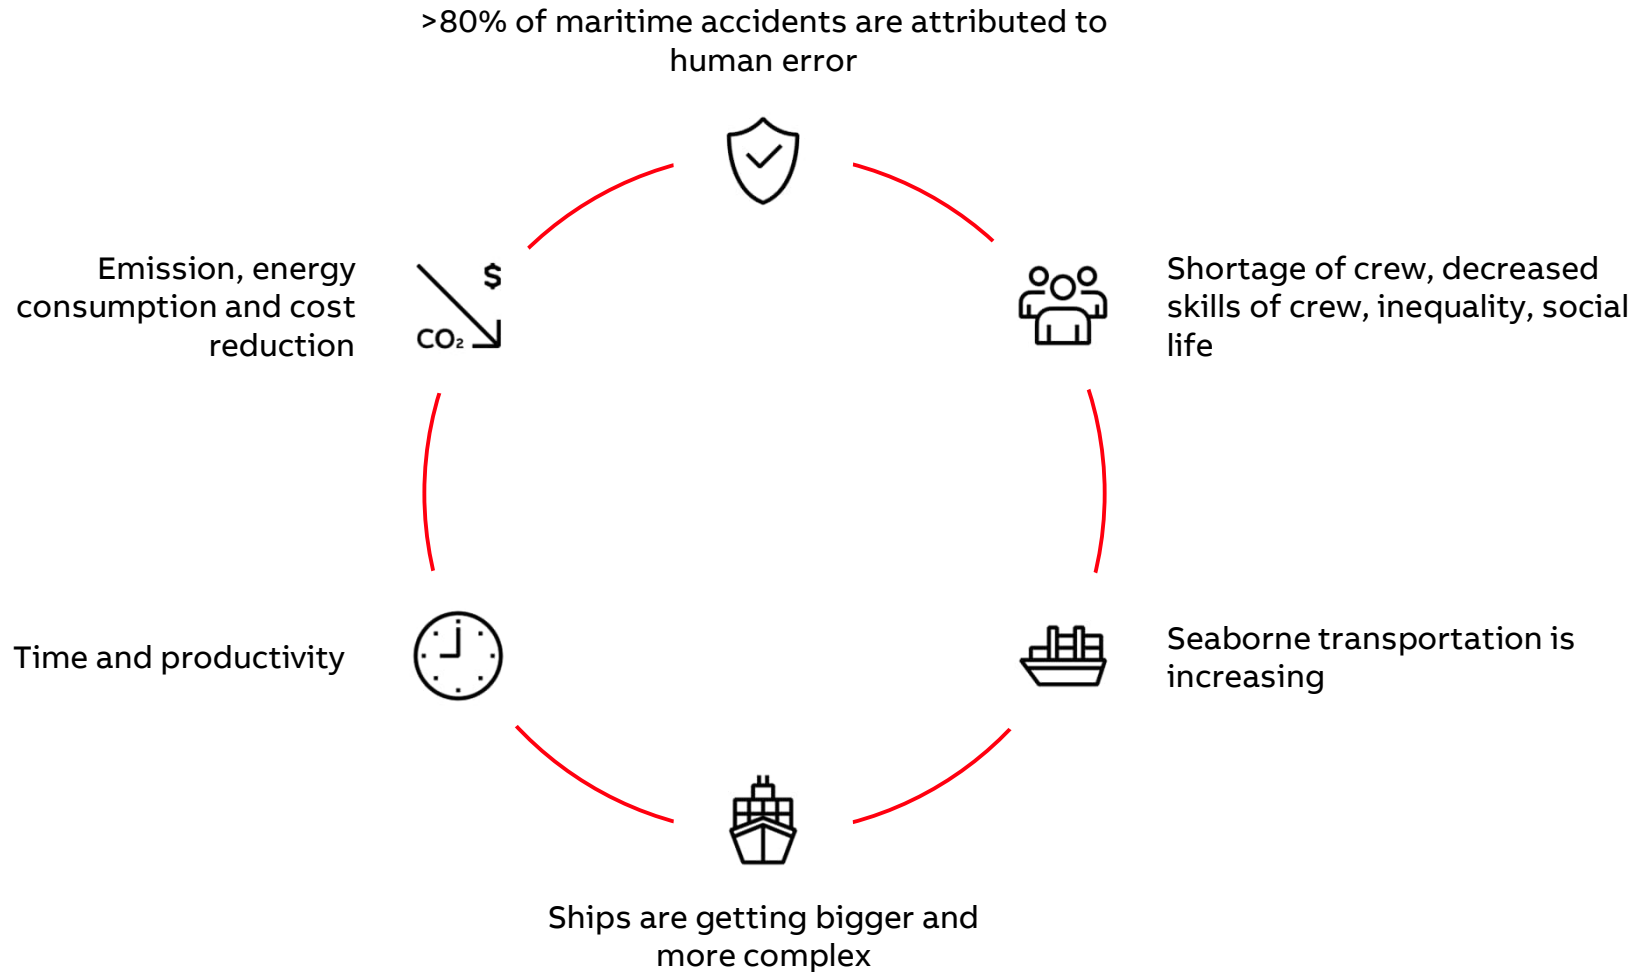 >80% of maritime accidents are attributed to
human error
Emission, energy
consumption and cost
reduction
$
CO₂
Shortage of crew, decreased
skills of crew, inequality, social
life
Time and productivity
Seaborne transportation is
increasing
Ships are getting bigger and
more complex